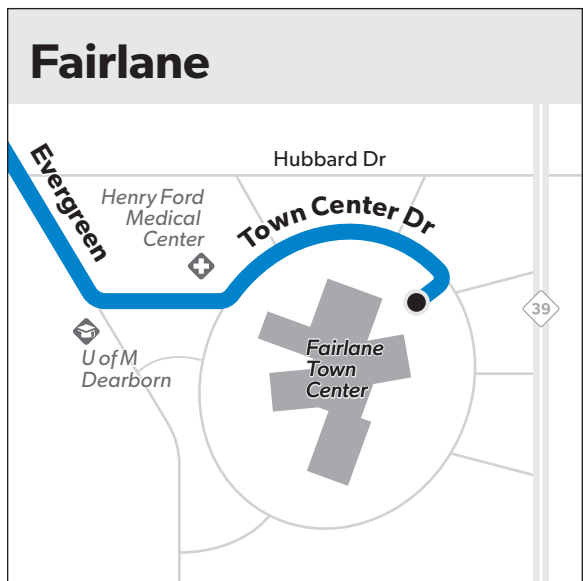 Fairlane
Hubbard Dr
Evergreen
Henry Ford
Medical
Center
Town Center Dr
39
U of M
Dearborn
Fairlane
Town
Center